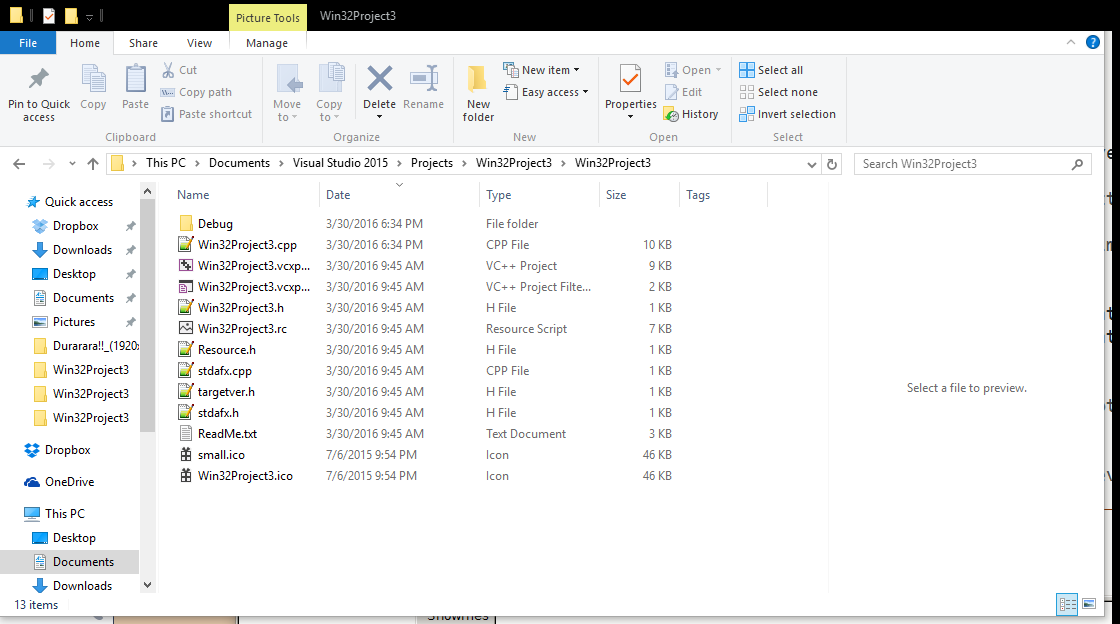 Picture Tools Win32Project3
File Home Share View Manage
Pin to Quick access
Copy
Paste
Cut
Copy path
Paste shortcut
Clipboard
Move to
Copy to
Delete
Rename
Organize
New folder
New item
Easy access
New
Properties
Open
Edit
History
Open
Select all
Select none
Invert selection
Select
This PC > Documents > Visual Studio 2015 > Projects > Win32Project3 > Win32Project3
Search Win32Project3
Quick access
Dropbox
Downloads
Desktop
Documents
Pictures
Durarara!!_(1920x
Win32Project3
Win32Project3
Win32Project3
Dropbox
OneDrive
This PC
Desktop
Documents
Downloads
Name Date Type Size Tags
Debug 3/30/2016 6:34 PM File folder
Win32Project3.cpp 3/30/2016 6:34 PM CPP File 10 KB
Win32Project3.vcxp... 3/30/2016 9:45 AM VC++ Project 9 KB
Win32Project3.vcxp... 3/30/2016 9:45 AM VC++ Project Filte... 2 KB
Win32Project3.h 3/30/2016 9:45 AM H File 1 KB
Win32Project3.rc 3/30/2016 9:45 AM Resource Script 7 KB
Resource.h 3/30/2016 9:45 AM H File 1 KB
stdafx.cpp 3/30/2016 9:45 AM CPP File 1 KB
targetver.h 3/30/2016 9:45 AM H File 1 KB
stdafx.h 3/30/2016 9:45 AM H File 1 KB
ReadMe.txt 3/30/2016 9:45 AM Text Document 3 KB
small.ico 7/6/2015 9:54 PM Icon 46 KB
Win32Project3.ico 7/6/2015 9:54 PM Icon 46 KB
Select a file to preview.
13 items